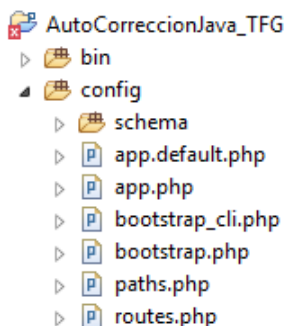 AutoCorreccionJava_TFG
bin
config
schema
app.default.php
app.php
bootstrap_cli.php
bootstrap.php
paths.php
routes.php